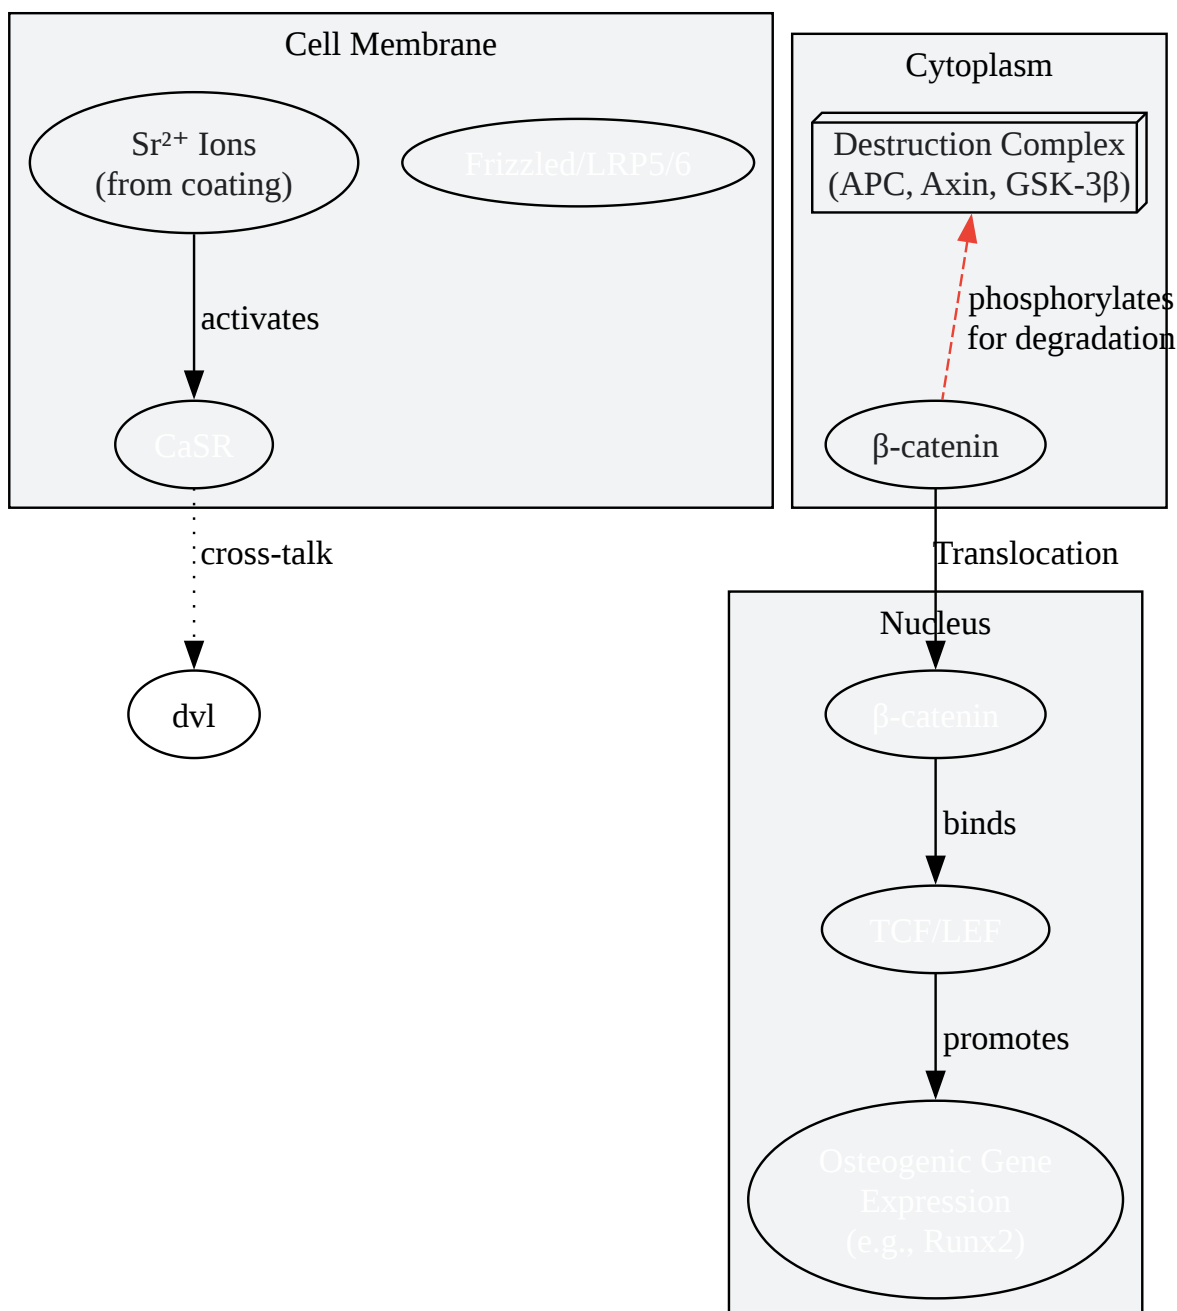 Cell Membrane
Sr²⁺ Ions
(from coating)
Frizzled/LRP5/6
activates
CaSR
cross-talk
dvl
Cytoplasm
Destruction Complex
(APC, Axin, GSK-3β)
phosphorylates
for degradation
β-catenin
Translocation
Nucleus
β-catenin
binds
TCF/LEF
promotes
Osteogenic Gene
Expression
(e.g., Runx2)